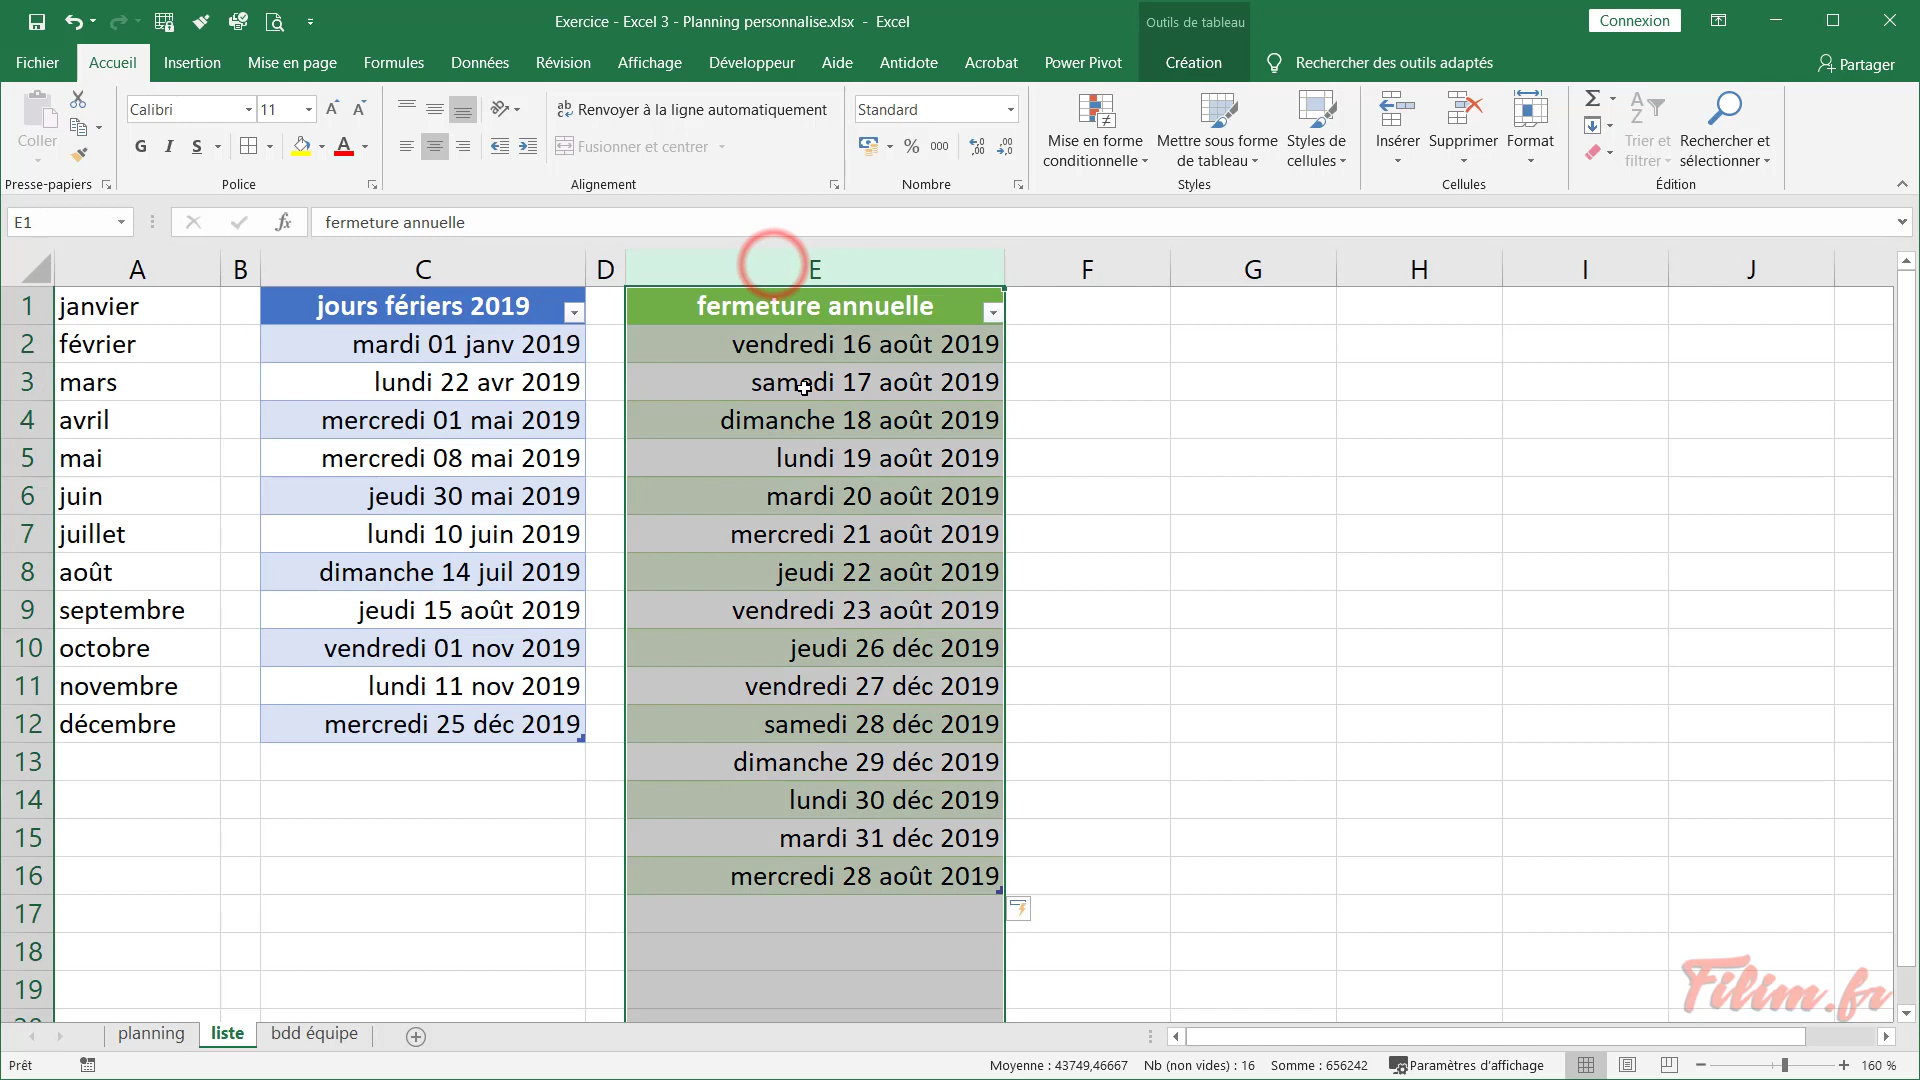 Exercice - Excel 3 - Planning personnalise.xlsx - Excel
Outils de tableau
Connexion
Fichier Accueil Insertion Mise en page Formules Données Révision Affichage Développeur Aide Antidote Acrobat Power Pivot Création Rechercher des outils adaptés Partager
Coller
Calibri 11
Renvoyer à la ligne automatiquement
Standard
G I S A
Fusionner et centrer
% 000
Mise en forme conditionnelle
Mettre sous forme de tableau
Styles de cellules
Insérer
Supprimer
Format
Trier et filtrer
Rechercher et sélectionner
Presse-papiers Police Alignement Nombre Styles Cellules Édition
E1 fx fermeture annuelle
A B C D E F G H I J
1 janvier jours fériers 2019 fermeture annuelle
2 février mardi 01 janv 2019 vendredi 16 août 2019
3 mars lundi 22 avr 2019 samedi 17 août 2019
4 avril mercredi 01 mai 2019 dimanche 18 août 2019
5 mai mercredi 08 mai 2019 lundi 19 août 2019
6 juin jeudi 30 mai 2019 mardi 20 août 2019
7 juillet lundi 10 juin 2019 mercredi 21 août 2019
8 août dimanche 14 juil 2019 jeudi 22 août 2019
9 septembre jeudi 15 août 2019 vendredi 23 août 2019
10 octobre vendredi 01 nov 2019 jeudi 26 déc 2019
11 novembre lundi 11 nov 2019 vendredi 27 déc 2019
12 décembre mercredi 25 déc 2019 samedi 28 déc 2019
13 dimanche 29 déc 2019
14 lundi 30 déc 2019
15 mardi 31 déc 2019
16 mercredi 28 août 2019
17
18
19
Filim.fr
planning liste bdd équipe
Prêt Moyenne : 43749,46667 Nb (non vides) : 16 Somme : 656242 Paramètres d'affichage 160 %